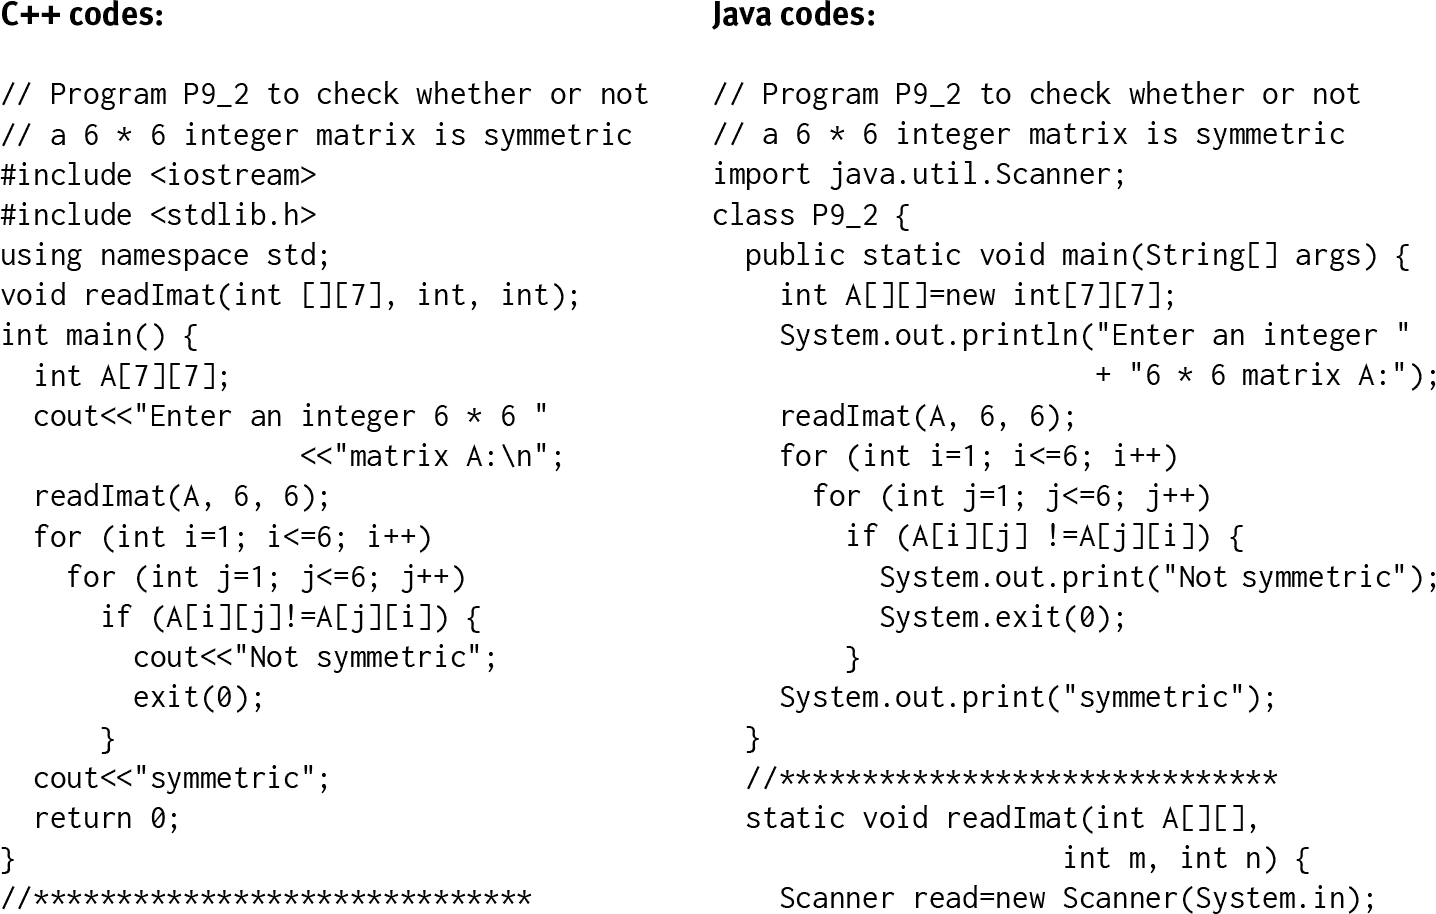 C++ codes:
// Program P9_2 to check whether or not
// a 6 * 6 integer matrix is symmetric
#include <iostream>
#include <stdlib.h>
using namespace std;
void readImat(int [][7], int, int);
int main() {
  int A[7][7];
  cout<<"Enter an integer 6 * 6 "
                  <<"matrix A:\n";
  readImat(A, 6, 6);
  for (int i=1; i<=6; i++)
    for (int j=1; j<=6; j++)
      if (A[i][j]!=A[j][i]) {
        cout<<"Not symmetric";
        exit(0);
      }
  cout<<"symmetric";
  return 0;
}
//******************************
Java codes:
// Program P9_2 to check whether or not
// a 6 * 6 integer matrix is symmetric
import java.util.Scanner;
class P9_2 {
  public static void main(String[] args) {
    int A[][]=new int[7][7];
    System.out.println("Enter an integer "
                       + "6 * 6 matrix A:");
    readImat(A, 6, 6);
    for (int i=1; i<=6; i++)
      for (int j=1; j<=6; j++)
        if (A[i][j] !=A[j][i]) {
          System.out.print("Not symmetric");
          System.exit(0);
        }
    System.out.print("symmetric");
  }
  //******************************
  static void readImat(int A[][],
                     int m, int n) {
    Scanner read=new Scanner(System.in);